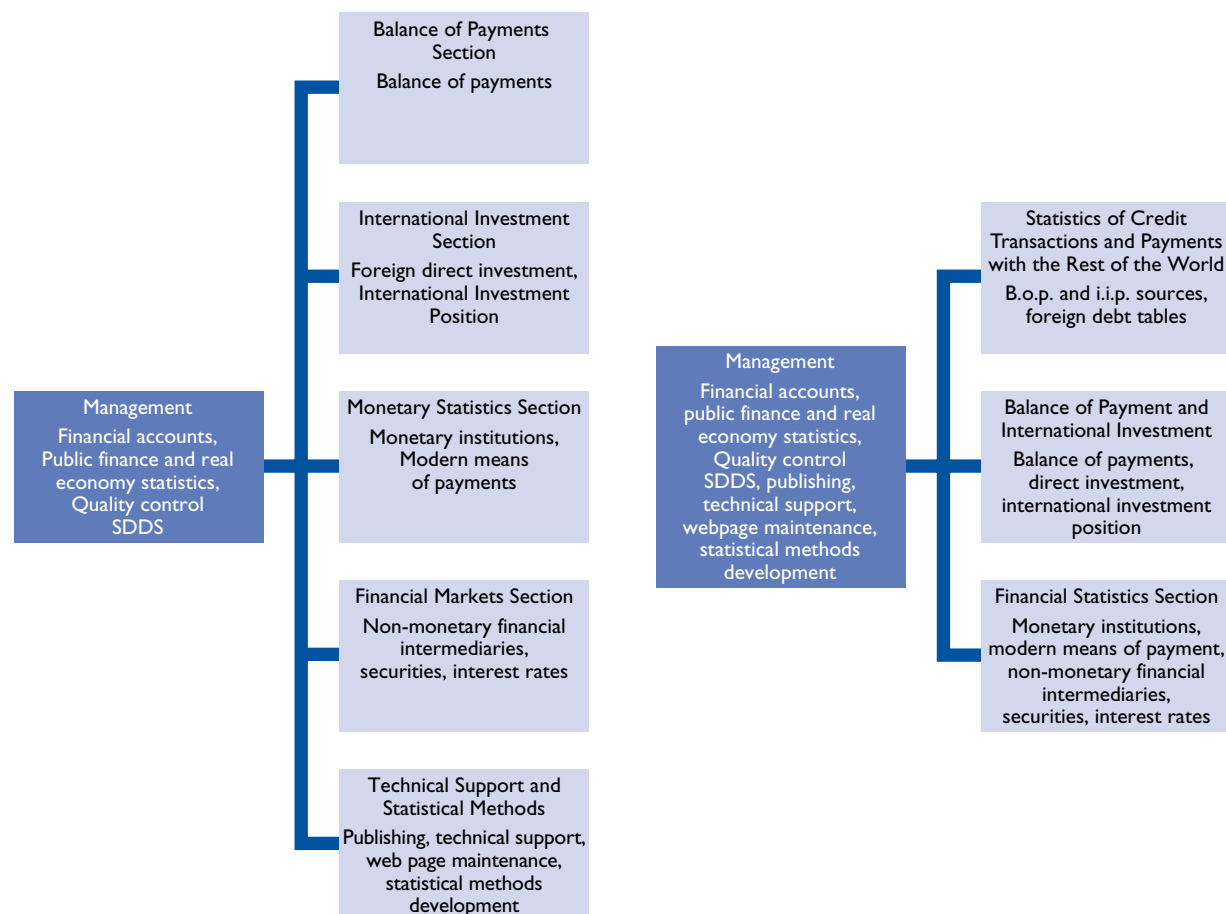 Balance of Payments
Section
Balance of payments
International Investment
Section
Foreign direct investment,
International Investment
Position
Management
Financial accounts,
Public finance and real
economy statistics,
Quality control
SDDS
Monetary Statistics Section
Monetary institutions,
Modern means
of payments
Financial Markets Section
Non-monetary financial
intermediaries,
securities, interest rates
Technical Support and
Statistical Methods
Publishing, technical support,
web page maintenance,
statistical methods
development
Statistics of Credit
Transactions and Payments
with the Rest of the World
B.o.p. and i.i.p. sources,
foreign debt tables
Management
Financial accounts,
public finance and real
economy statistics,
Quality control
SDDS, publishing,
technical support,
webpage maintenance,
statistical methods
development
Balance of Payment and
International Investment
Balance of payments,
direct investment,
international investment
position
Financial Statistics Section
Monetary institutions,
modern means of payment,
non-monetary financial
intermediaries,
securities, interest rates